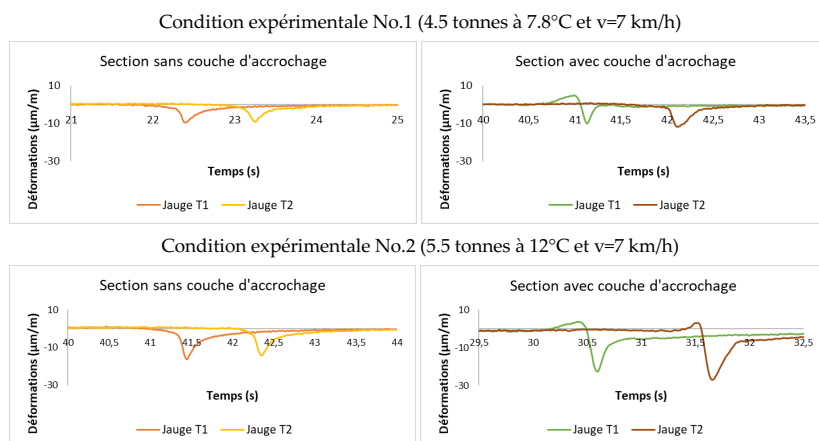 Condition expérimentale No.1 (4.5 tonnes à 7.8°C et v=7 km/h)
Section sans couche d'accrochage
Déformations (µm/m)
10
-10
-30
21 22 23 24 25
Temps (s)
Jauge T1 Jauge T2
Section avec couche d'acrochage
Déformations (µm/m)
10
-10
-30
40 40,5 41 41,5 42 42,5 43 43,5
Temps (s)
Jauge T1 Jauge T2
Condition expérimentale No.2 (5.5 tonnes à 12°C et v=7 km/h)
Section sans couche d'accrochage
Déformations (µm/m)
10
-10
-30
40 40,5 41 41,5 42 42,5 43 43,5 44
Temps (s)
Jauge T1 Jauge T2
Section avec couche d'accrochage
Déformations (µm/m)
10
-10
-30
29,5 30 30,5 31 31,5 32 32,5
Temps (s)
Jauge T1 Jauge T2